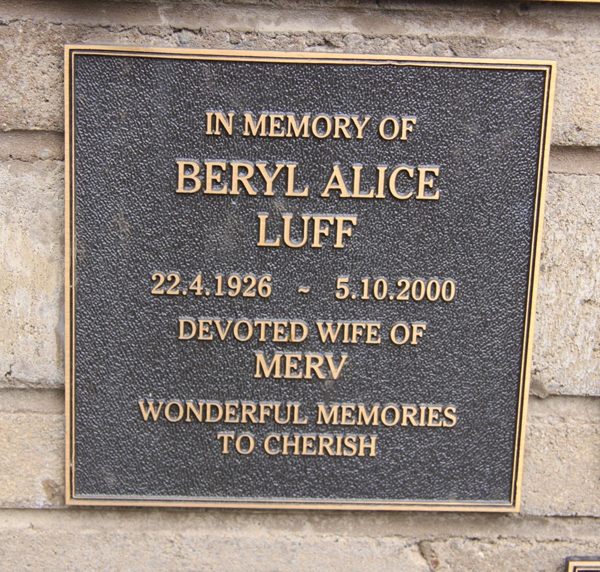 IN MEMORY OF
BERYL ALICE
LUFF
22.4.1926 ~ 5.10.2000
DEVOTED WIFE OF
MERV
WONDERFUL MEMORIES
TO CHERISH